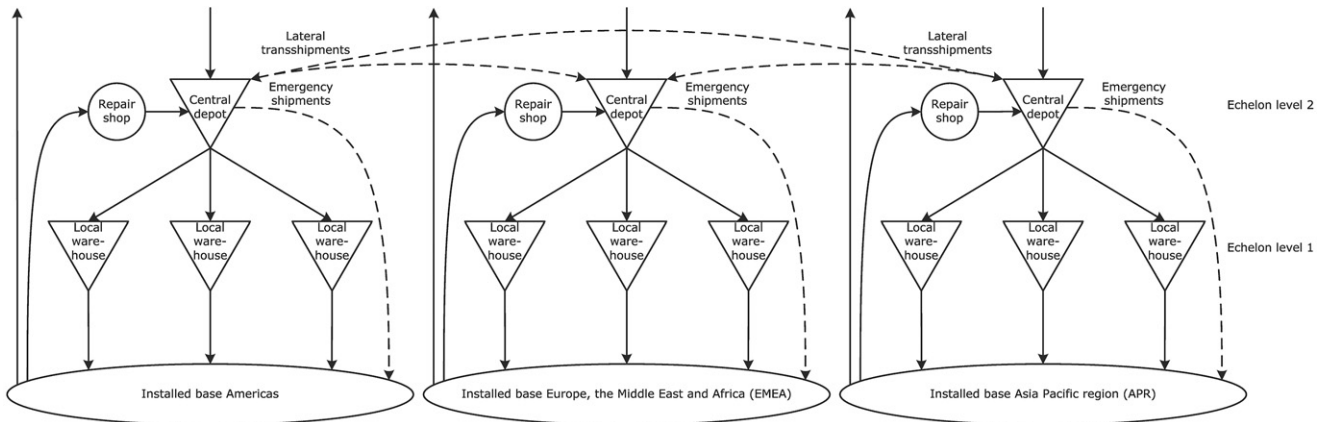 Lateral
transshipments
Lateral
transshipments
Emergency
shipments
Emergency
shipments
Emergency
shipments
Repair
shop
Central
depot
Repair
shop
Central
depot
Repair
shop
Central
depot
Echelon level 2
Local
ware-
house
Local
ware-
house
Local
ware-
house
Local
ware-
house
Local
ware-
house
Local
ware-
house
Local
ware-
house
Local
ware-
house
Local
ware-
house
Echelon level 1
Installed base Americas
Installed base Europe, the Middle East and Africa (EMEA)
Installed base Asia Pacific region (APR)